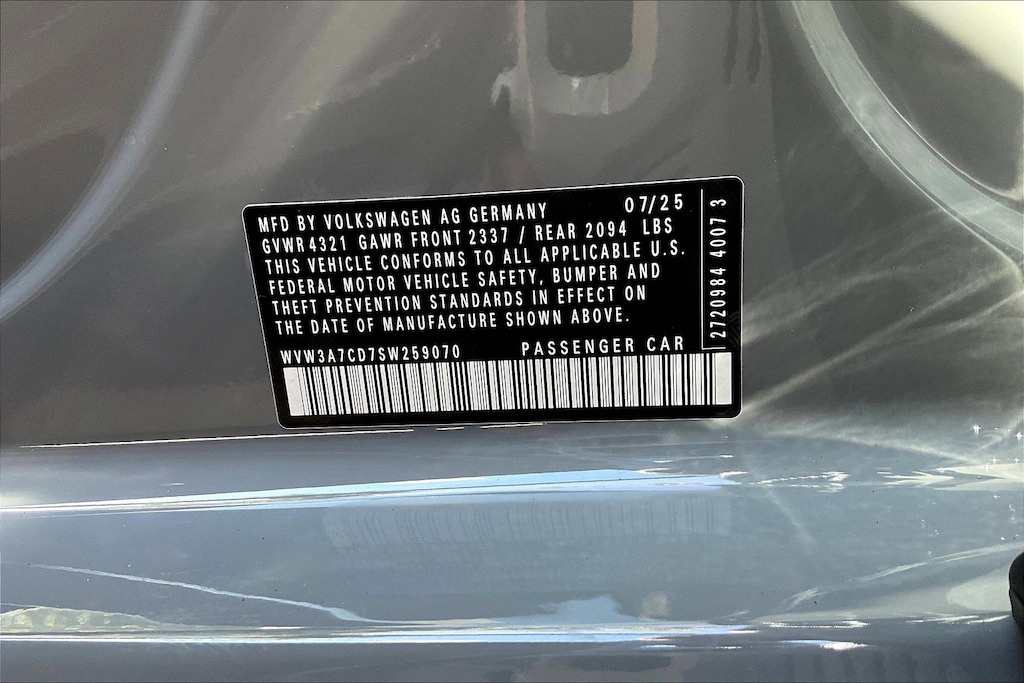 MFD BY VOLKSWAGEN AG GERMANY 07/25
GVWR 4321 GAWR FRONT 2337 / REAR 2094 LBS
THIS VEHICLE CONFORMS TO ALL APPLICABLE U.S.
FEDERAL MOTOR VEHICLE SAFETY, BUMPER AND
THEFT PREVENTION STANDARDS IN EFFECT ON
THE DATE OF MANUFACTURE SHOWN ABOVE.
WVW3A7CD7SW259070 PASSENGER CAR
2720984 4007 3